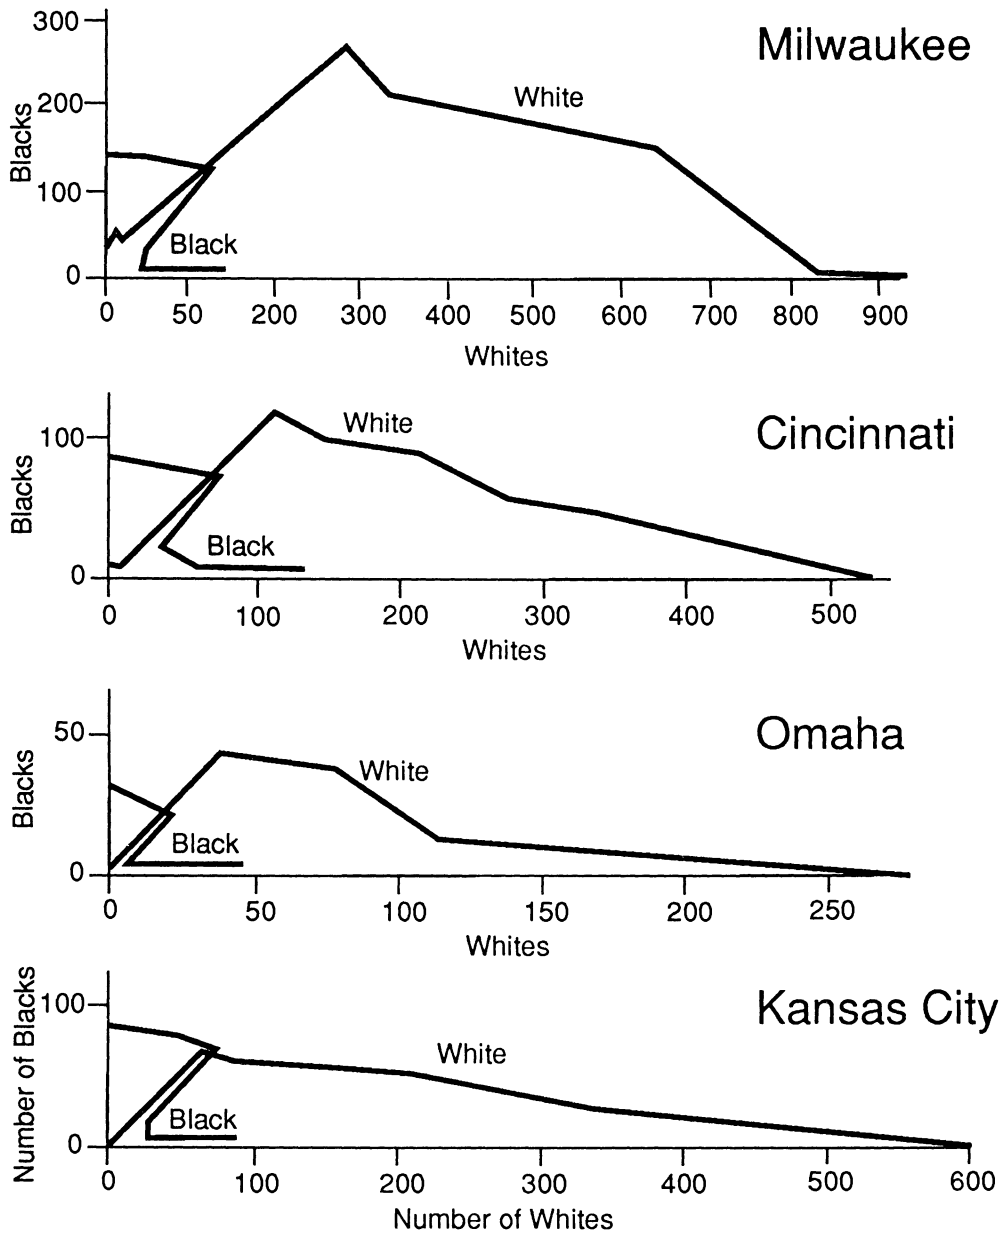 Milwaukee
300
200
100
0
Blacks
White
Black
0 50 200 300 400 500 600 700 800 900
Whites
Cincinnati
100
0
Blacks
White
Black
0 100 200 300 400 500
Whites
Omaha
50
0
Blacks
White
Black
0 50 100 150 200 250
Whites
Kansas City
100
0
Number of Blacks
White
Black
0 100 200 300 400 500 600
Number of Whites